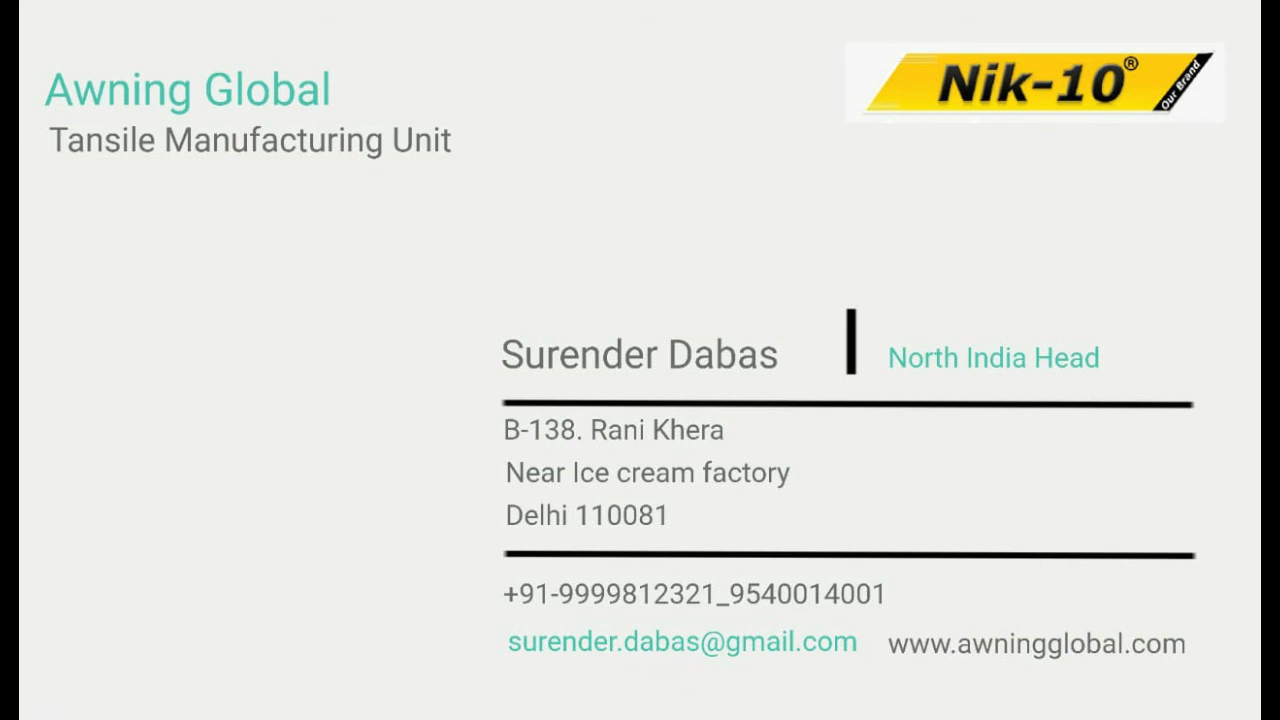 Awning Global
Tansile Manufacturing Unit
Nik-10®
Our Brand
Surender Dabas | North India Head
B-138. Rani Khera
Near Ice cream factory
Delhi 110081
+91-9999812321_9540014001
surender.dabas@gmail.com www.awningglobal.com